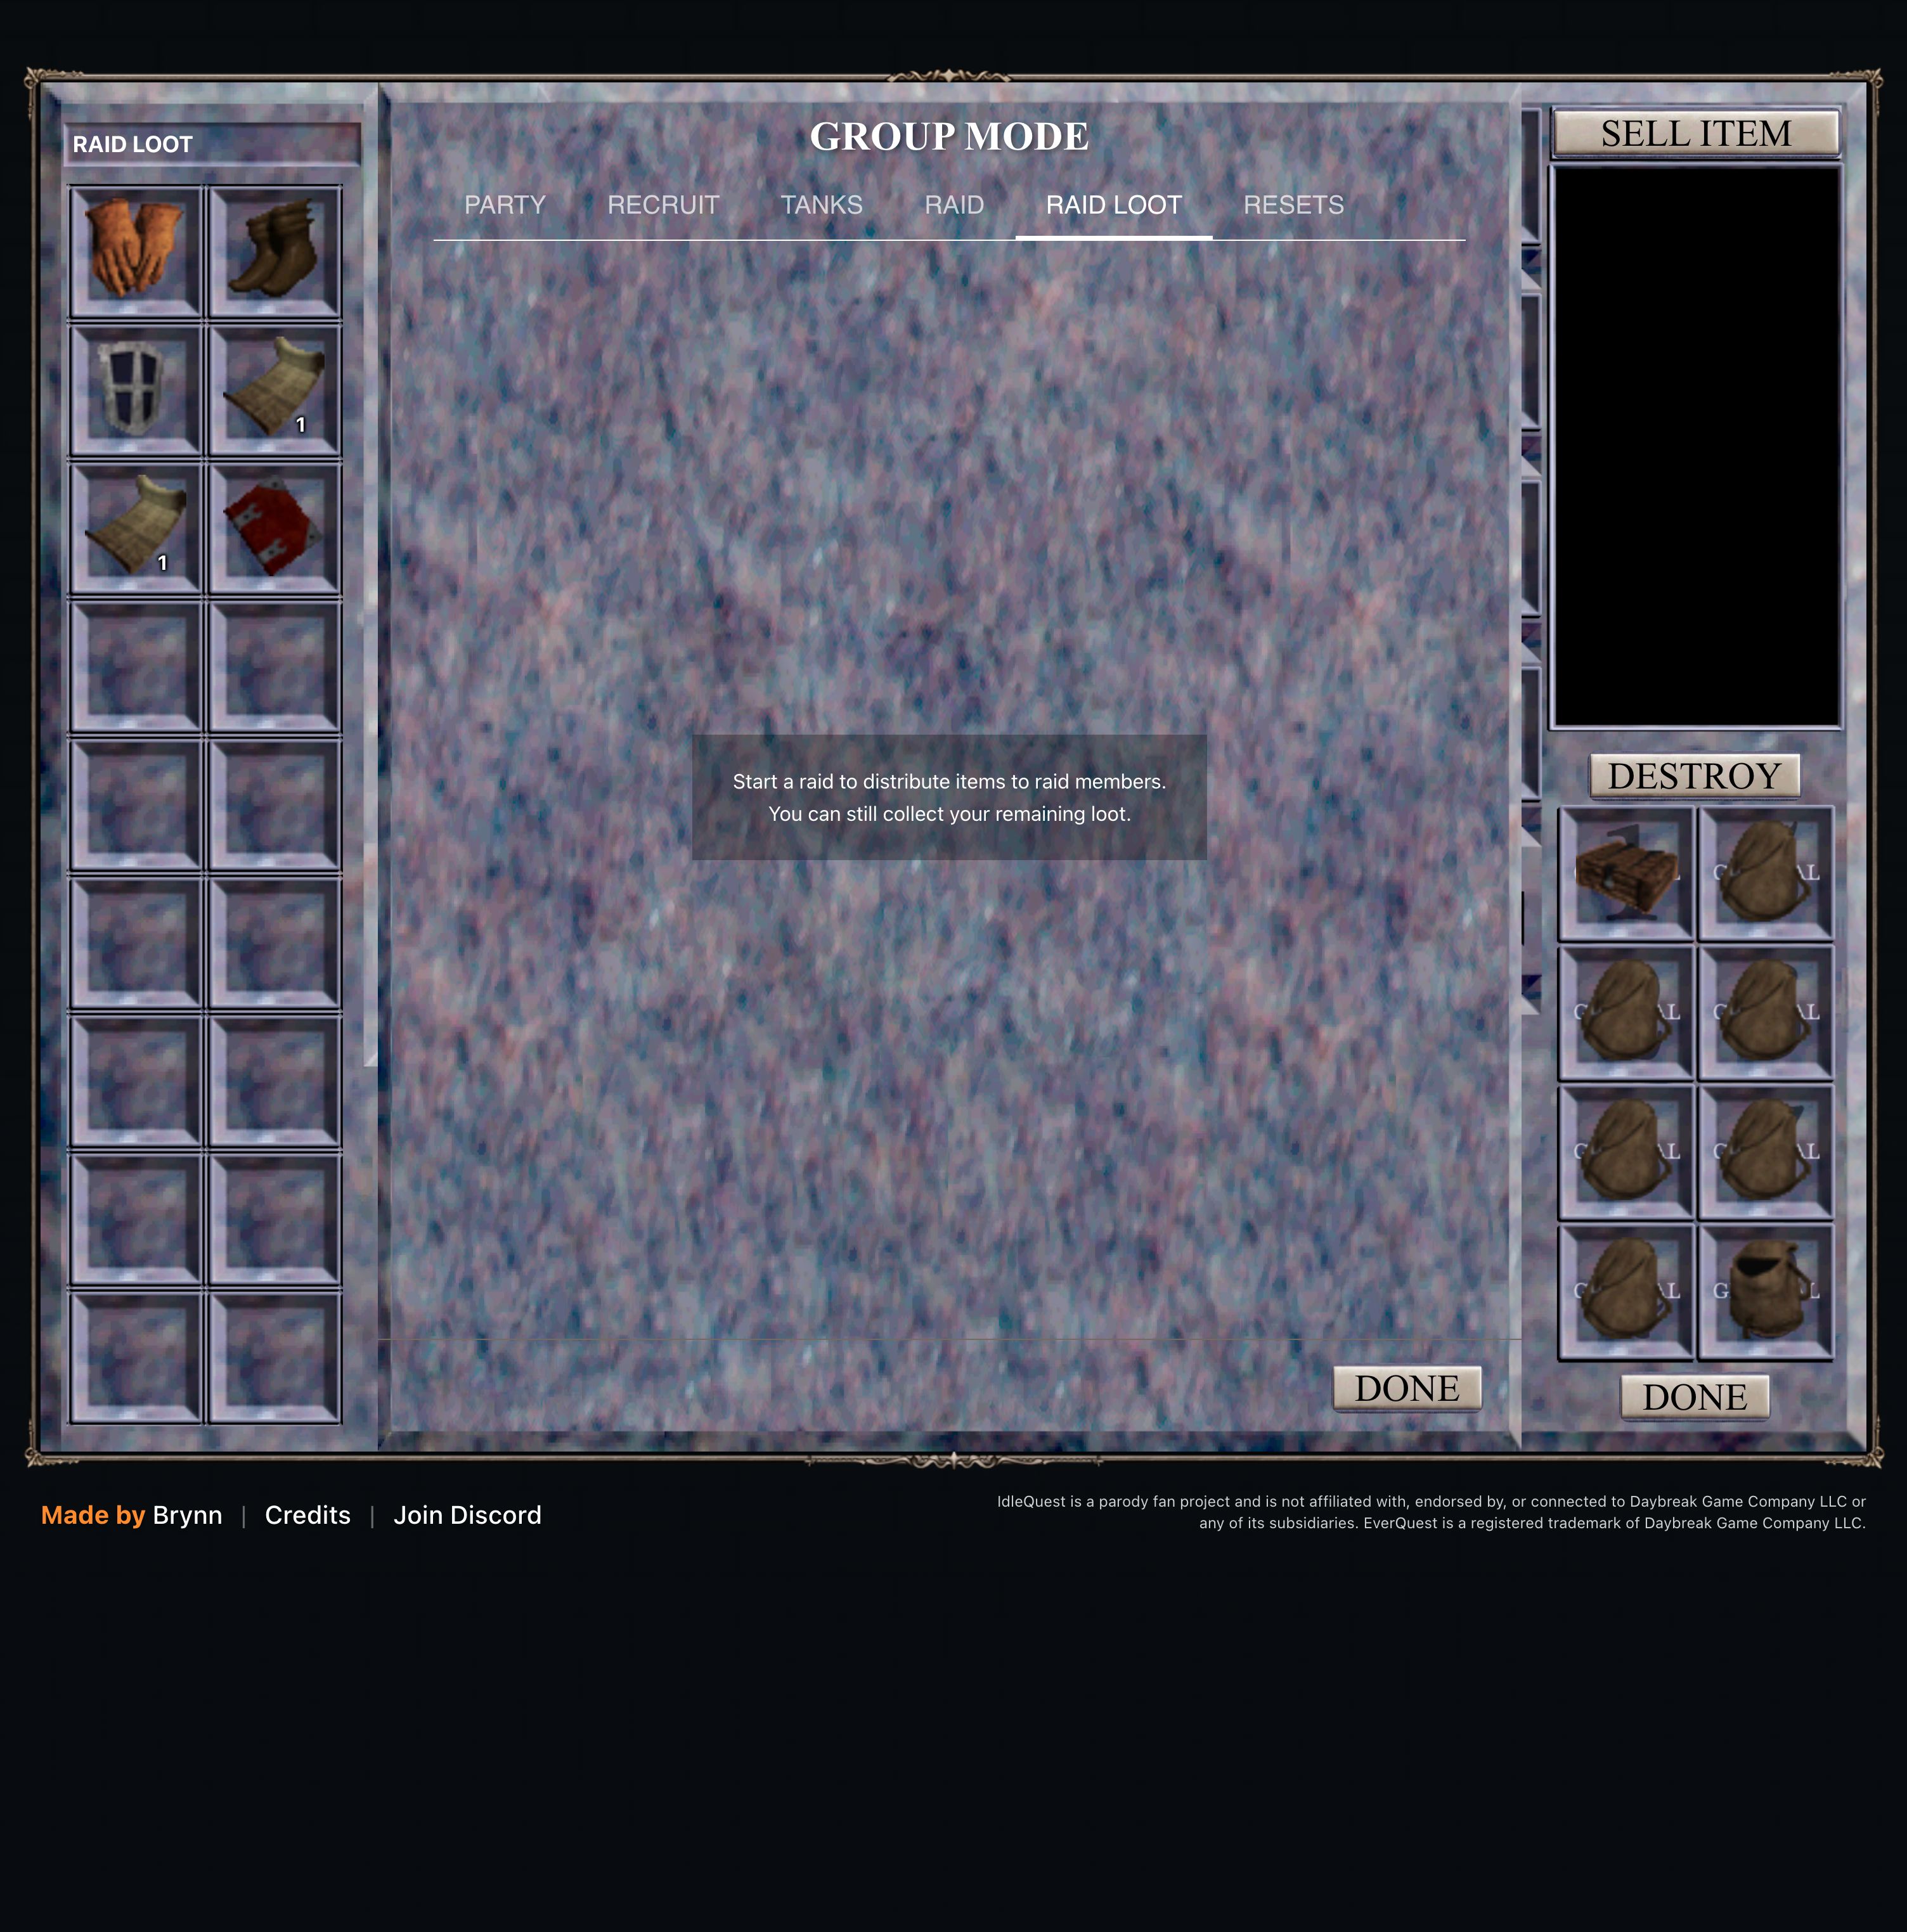 RAID LOOT
1
1
GROUP MODE
PARTY RECRUIT TANKS RAID RAID LOOT RESETS
Start a raid to distribute items to raid members.
You can still collect your remaining loot.
DONE
SELL ITEM
DESTROY
DONE
Made by Brynn | Credits | Join Discord
IdleQuest is a parody fan project and is not affiliated with, endorsed by, or connected to Daybreak Game Company LLC or
any of its subsidiaries. EverQuest is a registered trademark of Daybreak Game Company LLC.